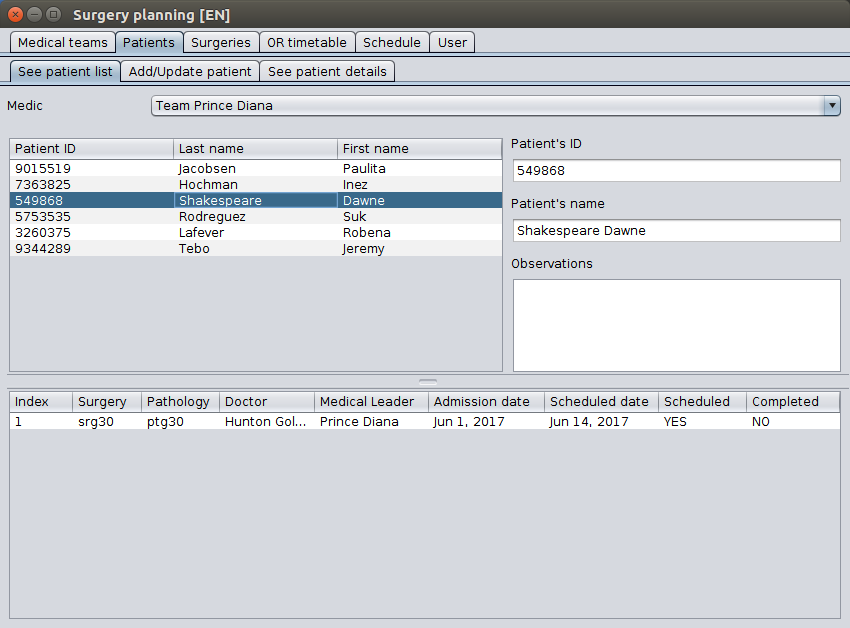 Surgery planning [EN]
Medical teams Patients Surgeries OR timetable Schedule User
See patient list Add/Update patient See patient details
Medic Team Prince Diana
Patient ID Last name First name
9015519 Jacobsen Paulita
7363825 Hochman Inez
549868 Shakespeare Dawne
5753535 Rodreguez Suk
3260375 Lafever Robena
9344289 Tebo Jeremy
Patient's ID
549868
Patient's name
Shakespeare Dawne
Observations
Index Surgery Pathology Doctor Medical Leader Admission date Scheduled date Scheduled Completed
1 srg30 ptg30 Hunton Gol... Prince Diana Jun 1, 2017 Jun 14, 2017 YES NO